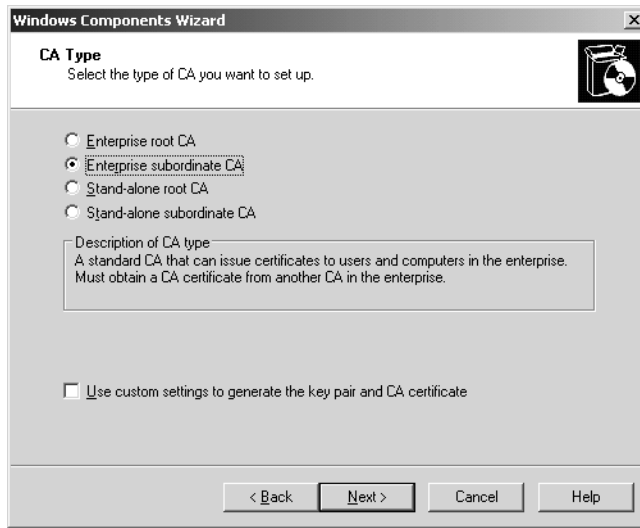 Windows Components Wizard
CA Type
Select the type of CA you want to set up.
Enterprise root CA
Enterprise subordinate CA
Stand-alone root CA
Stand-alone subordinate CA
Description of CA type
A standard CA that can issue certificates to users and computers in the enterprise.
Must obtain a CA certificate from another CA in the enterprise.
Use custom settings to generate the key pair and CA certificate
< Back Next > Cancel Help